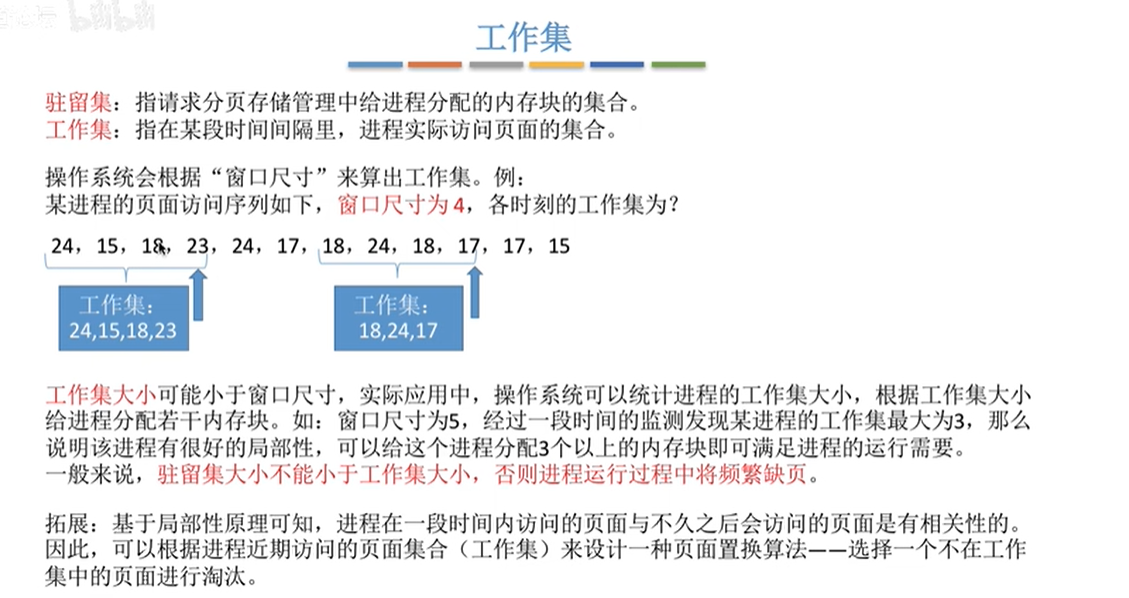 bilibili
工作集
驻留集：指请求分页存储管理中给进程分配的内存块的集合。
工作集：指在某段时间间隔里，进程实际访问页面的集合。
操作系统会根据“窗口尺寸”来算出工作集。例：
某进程的页面访问序列如下，窗口尺寸为 4，各时刻的工作集为？
24，15，18，23，24，17，18，24，18，17，17，15
工作集：
24,15,18,23
工作集：
18,24,17
工作集大小可能小于窗口尺寸，实际应用中，操作系统可以统计进程的工作集大小，根据工作集大小
给进程分配若干内存块。如：窗口尺寸为5，经过一段时间的监测发现某进程的工作集最大为3，那么
说明该进程有很好的局部性，可以给这个进程分配3个以上的内存块即可满足进程的运行需要。
一般来说，驻留集大小不能小于工作集大小，否则进程运行过程中将频繁缺页。
拓展：基于局部性原理可知，进程在一段时间内访问的页面与不久之后会访问的页面是有相关性的。
因此，可以根据进程近期访问的页面集合（工作集）来设计一种页面置换算法——选择一个不在工作
集中的页面进行淘汰。